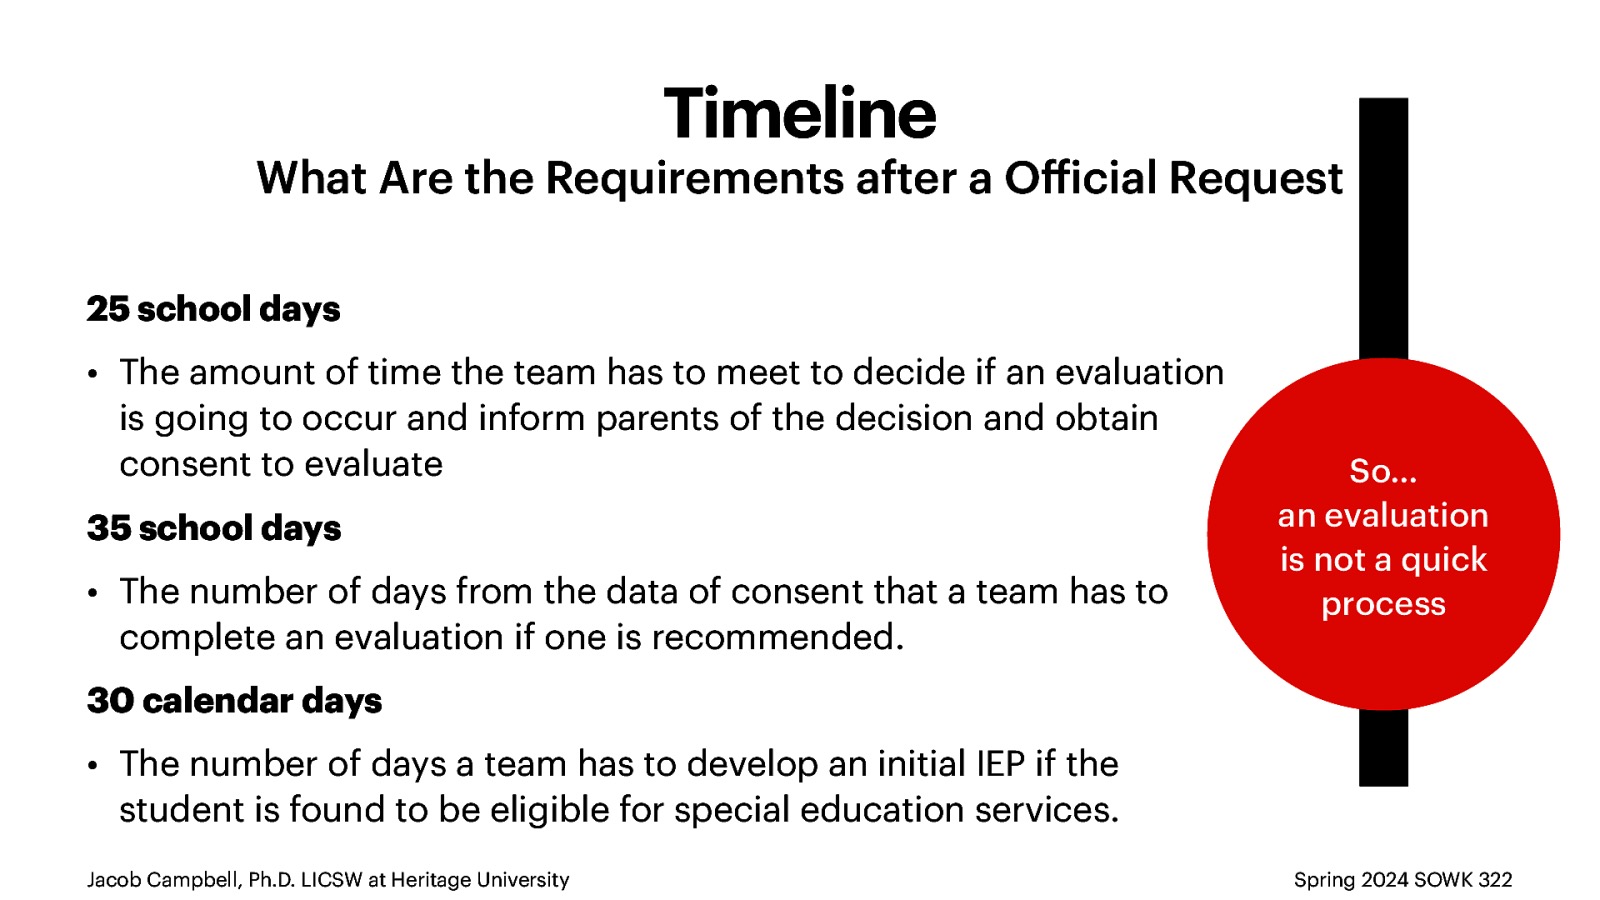 Timeline
What Are the Requirements after a Official Request
25 school days
• The amount of time the team has to meet to decide if an evaluation
is going to occur and inform parents of the decision and obtain
consent to evaluate
35 school days
• The number of days from the data of consent that a team has to
complete an evaluation if one is recommended.
30 calendar days
• The number of days a team has to develop an initial IEP if the
student is found to be eligible for special education services.
So...
an evaluation
is not a quick
process
Jacob Campbell, Ph.D. LICSW at Heritage University
Spring 2024 SOWK 322